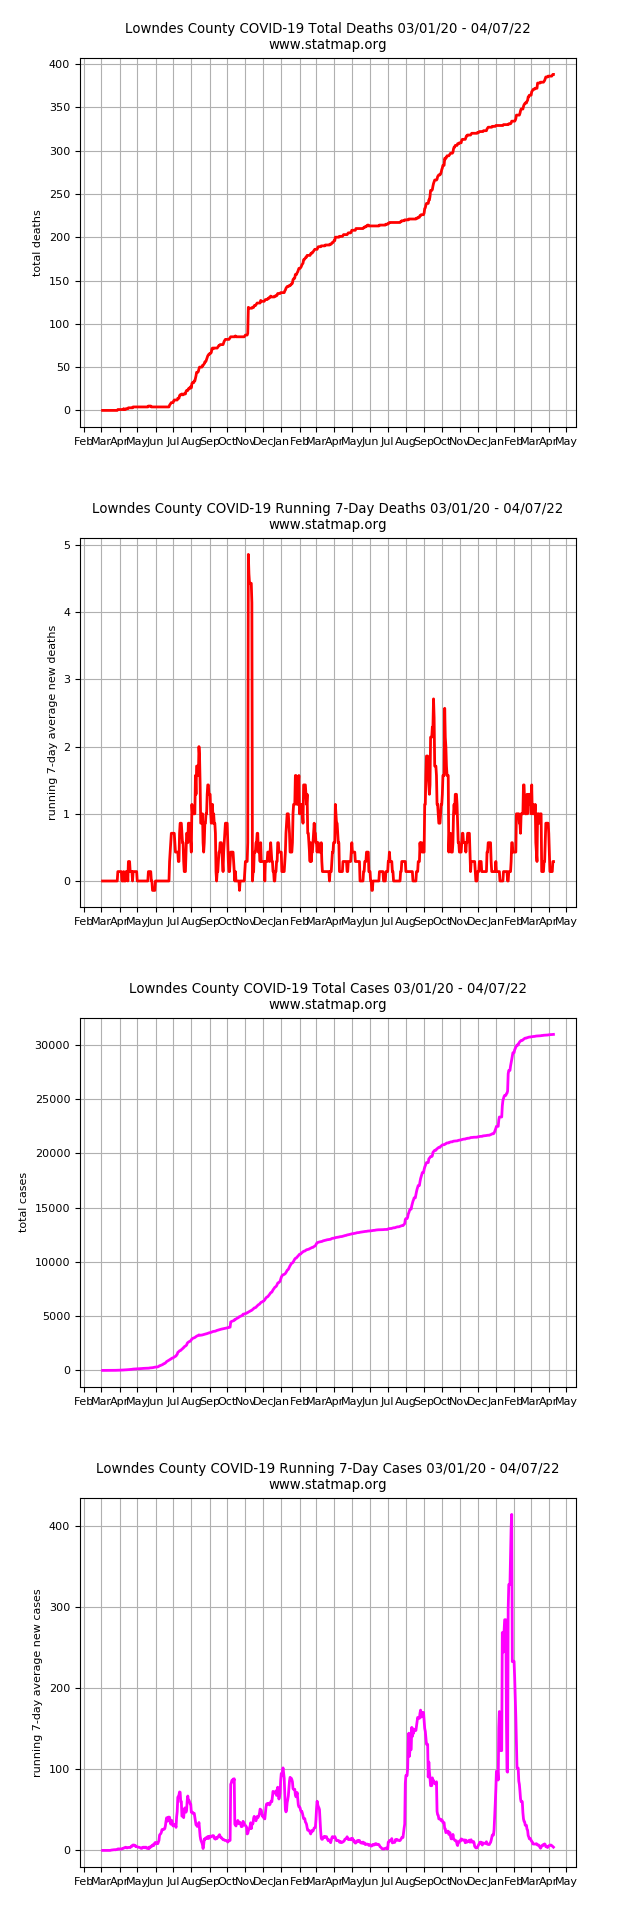 Lowndes County COVID-19 Total Deaths 03/01/20 - 04/07/22
www.statmap.org
400
350
300
250
200
150
100
50
0
total deaths
Feb Mar Apr May Jun Jul Aug Sep Oct Nov Dec Jan Feb Mar Apr May Jun Jul Aug Sep Oct Nov Dec Jan Feb Mar Apr May
Lowndes County COVID-19 Running 7-Day Deaths 03/01/20 - 04/07/22
www.statmap.org
5
4
3
2
1
0
running 7-day average new deaths
Feb Mar Apr May Jun Jul Aug Sep Oct Nov Dec Jan Feb Mar Apr May Jun Jul Aug Sep Oct Nov Dec Jan Feb Mar Apr May
Lowndes County COVID-19 Total Cases 03/01/20 - 04/07/22
www.statmap.org
30000
25000
20000
15000
10000
5000
0
total cases
Feb Mar Apr May Jun Jul Aug Sep Oct Nov Dec Jan Feb Mar Apr May Jun Jul Aug Sep Oct Nov Dec Jan Feb Mar Apr May
Lowndes County COVID-19 Running 7-Day Cases 03/01/20 - 04/07/22
www.statmap.org
400
300
200
100
0
running 7-day average new cases
Feb Mar Apr May Jun Jul Aug Sep Oct Nov Dec Jan Feb Mar Apr May Jun Jul Aug Sep Oct Nov Dec Jan Feb Mar Apr May